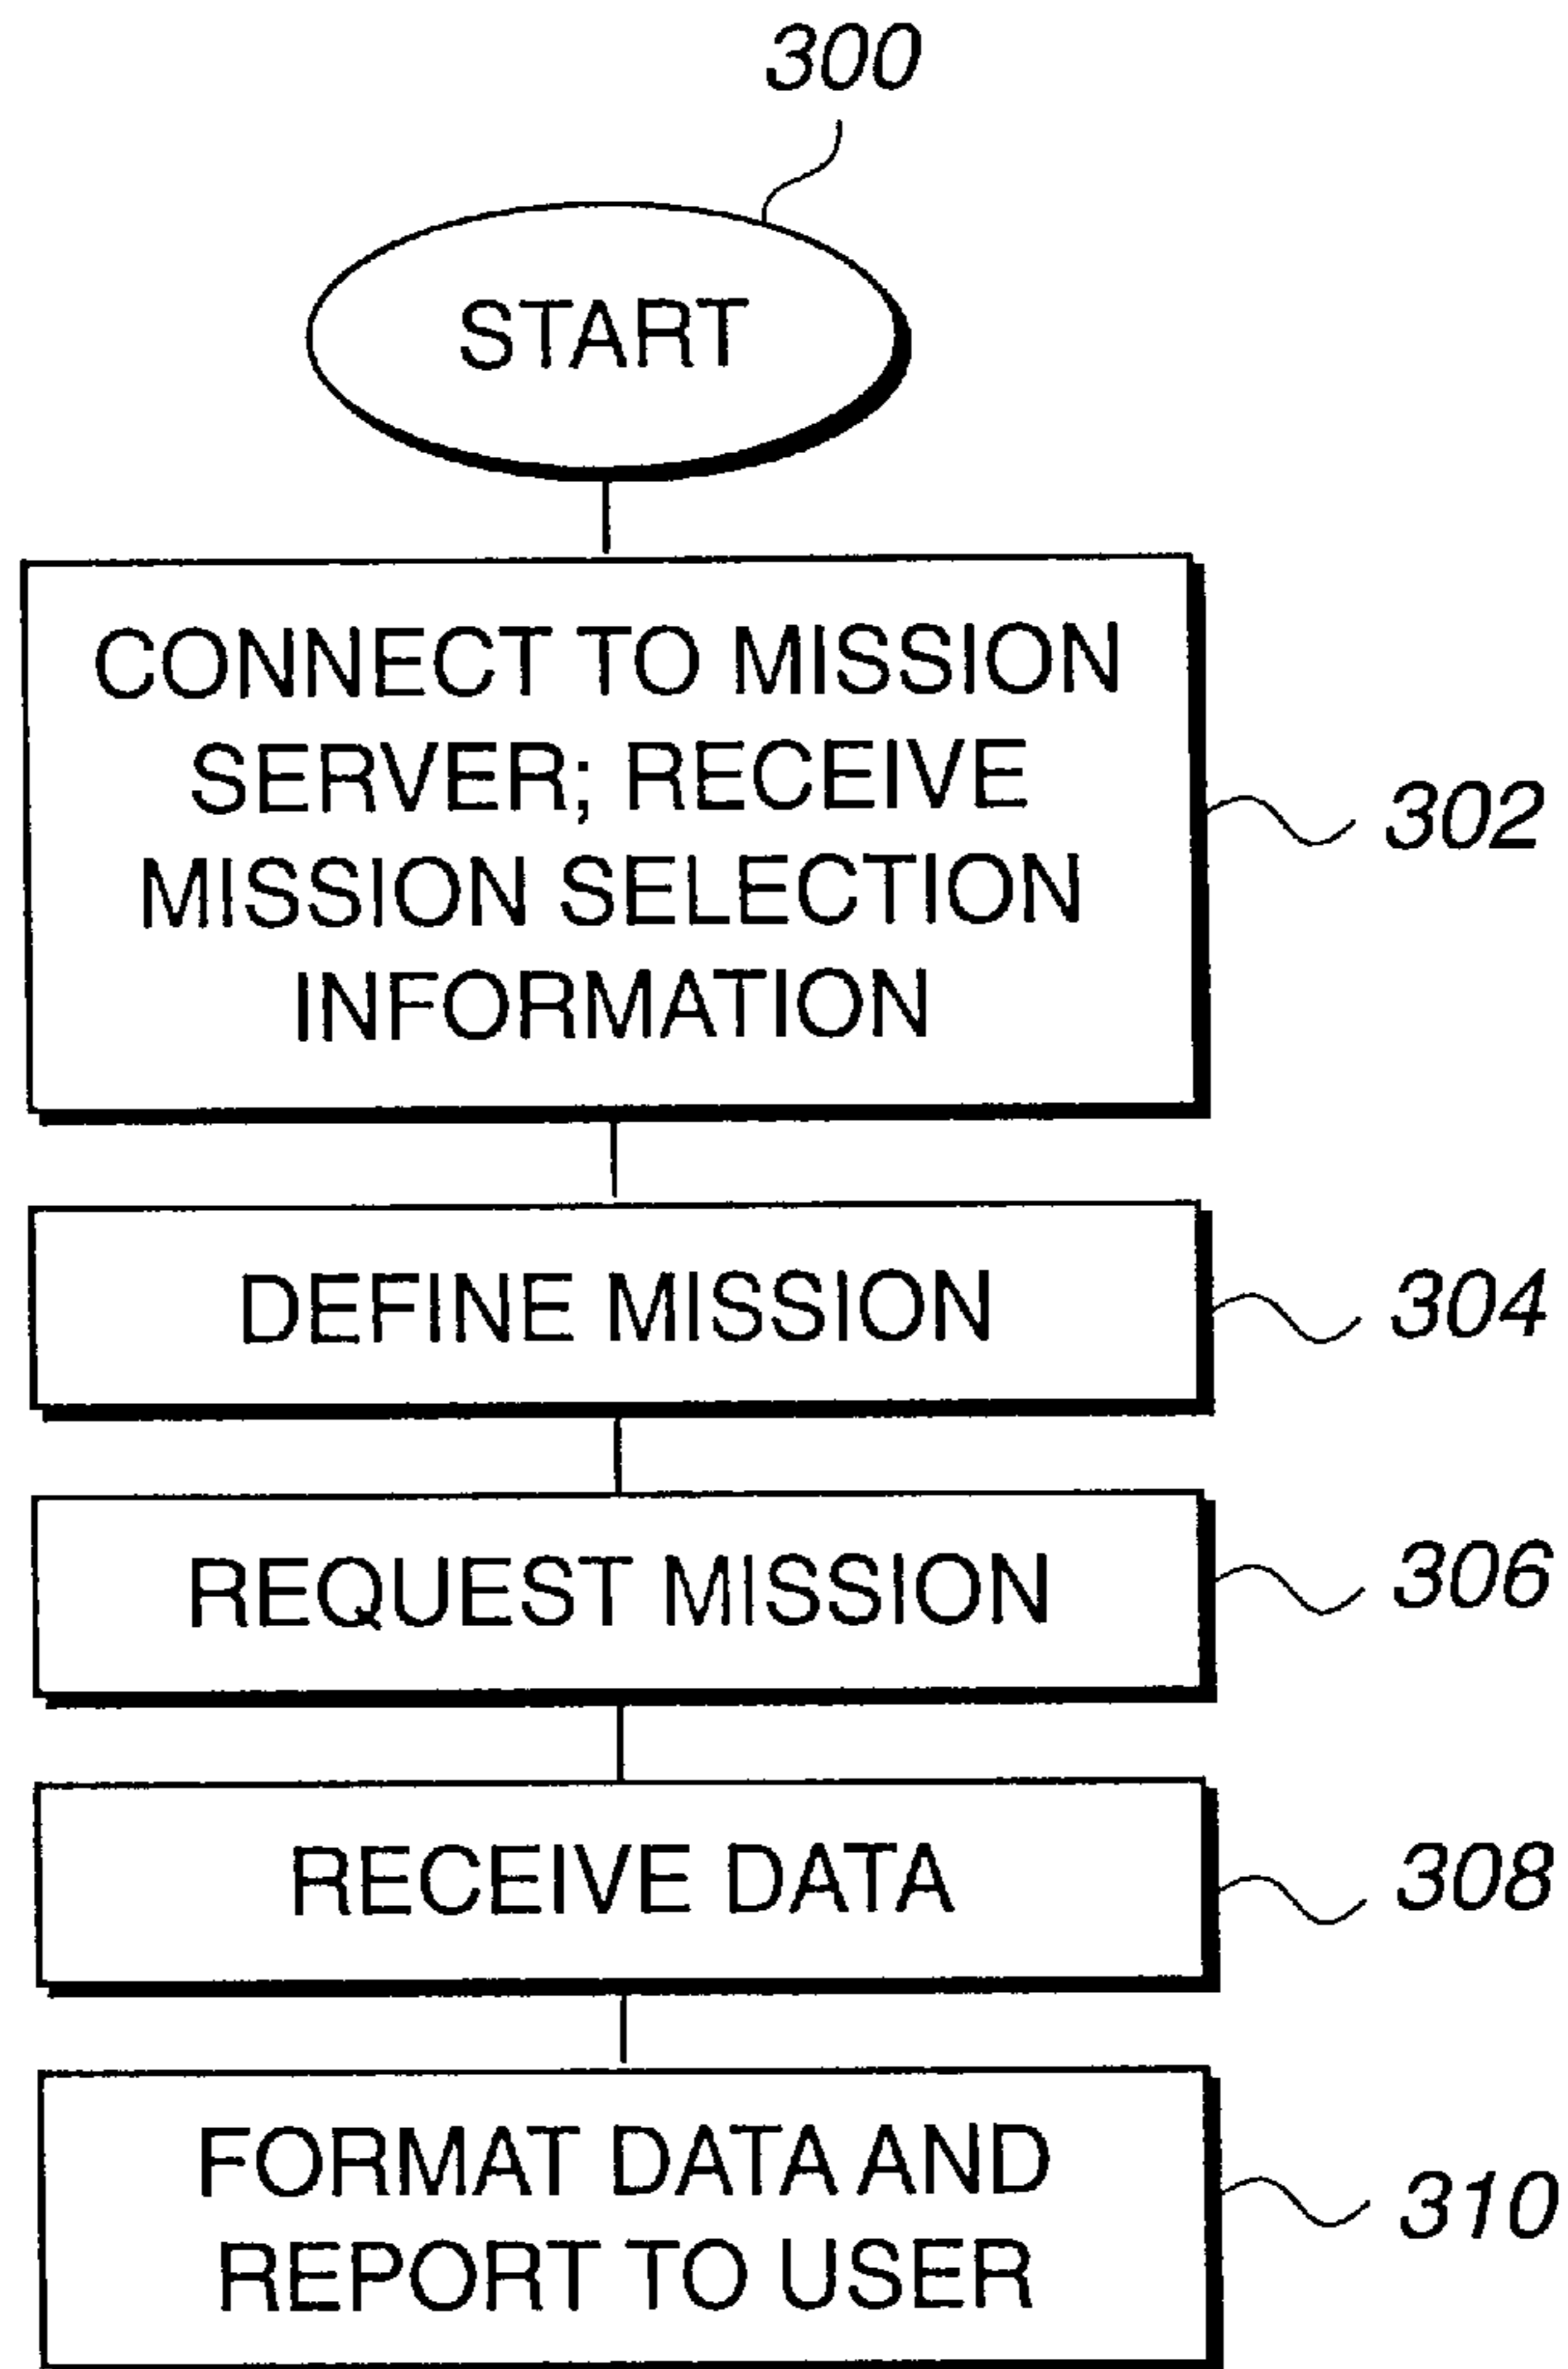 300
START
CONNECT TO MISSION
SERVER; RECEIVE
MISSION SELECTION
INFORMATION
302
DEFINE MISSION
304
REQUEST MISSION
306
RECEIVE DATA
308
FORMAT DATA AND
REPORT TO USER
310